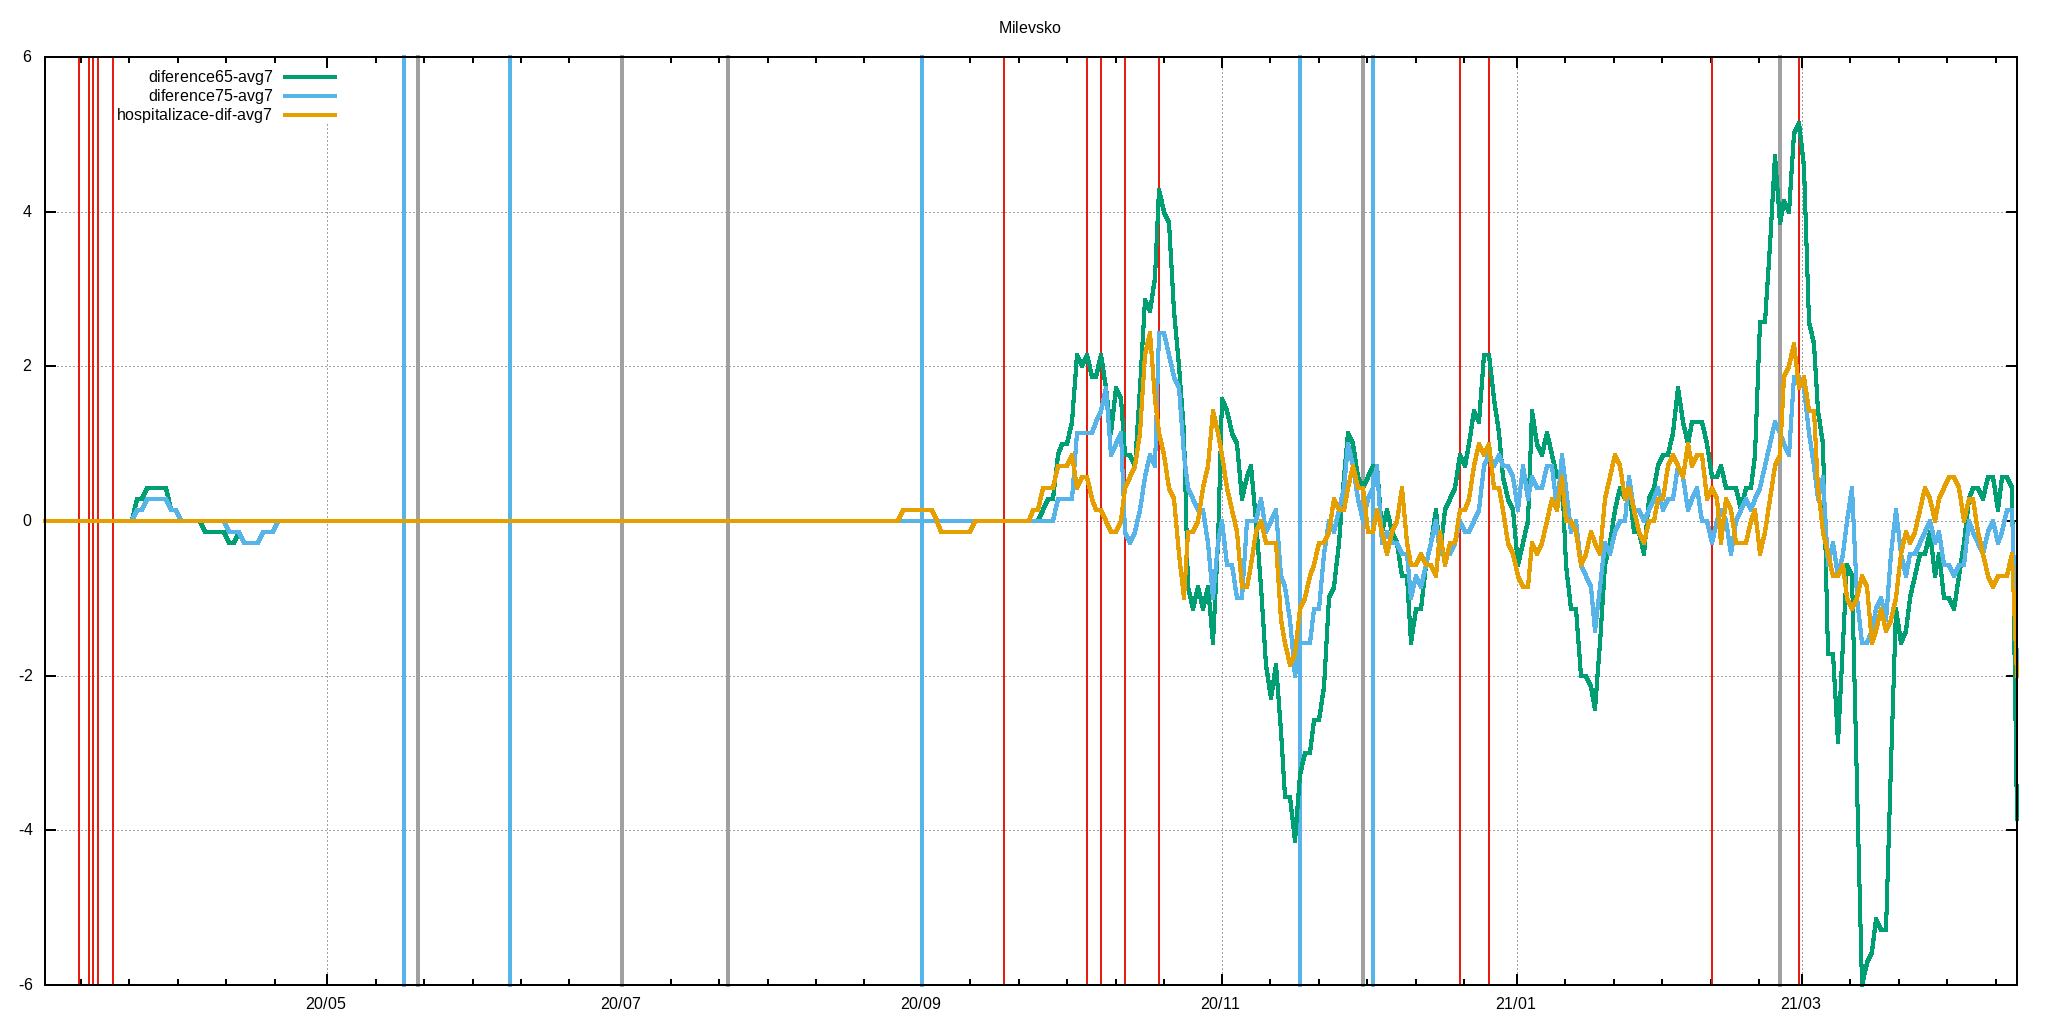 Milevsko
diference65-avg7
diference75-avg7
hospitalizace-dif-avg7
6
4
2
0
-2
-4
-6
20/05 20/07 20/09 20/11 21/01 21/03